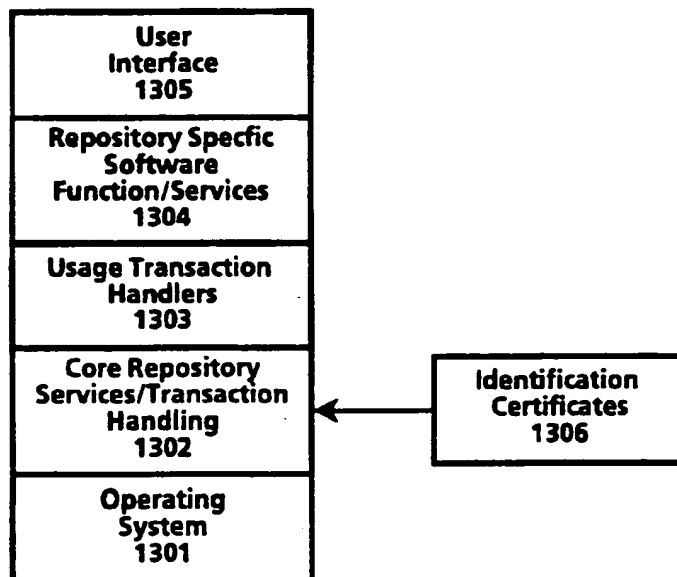 User
Interface
1305
Repository Specfic
Software
Function/Services
1304
Usage Transaction
Handlers
1303
Core Repository
Services/Transaction
Handling
1302
Identification
Certificates
1306
Operating
System
1301